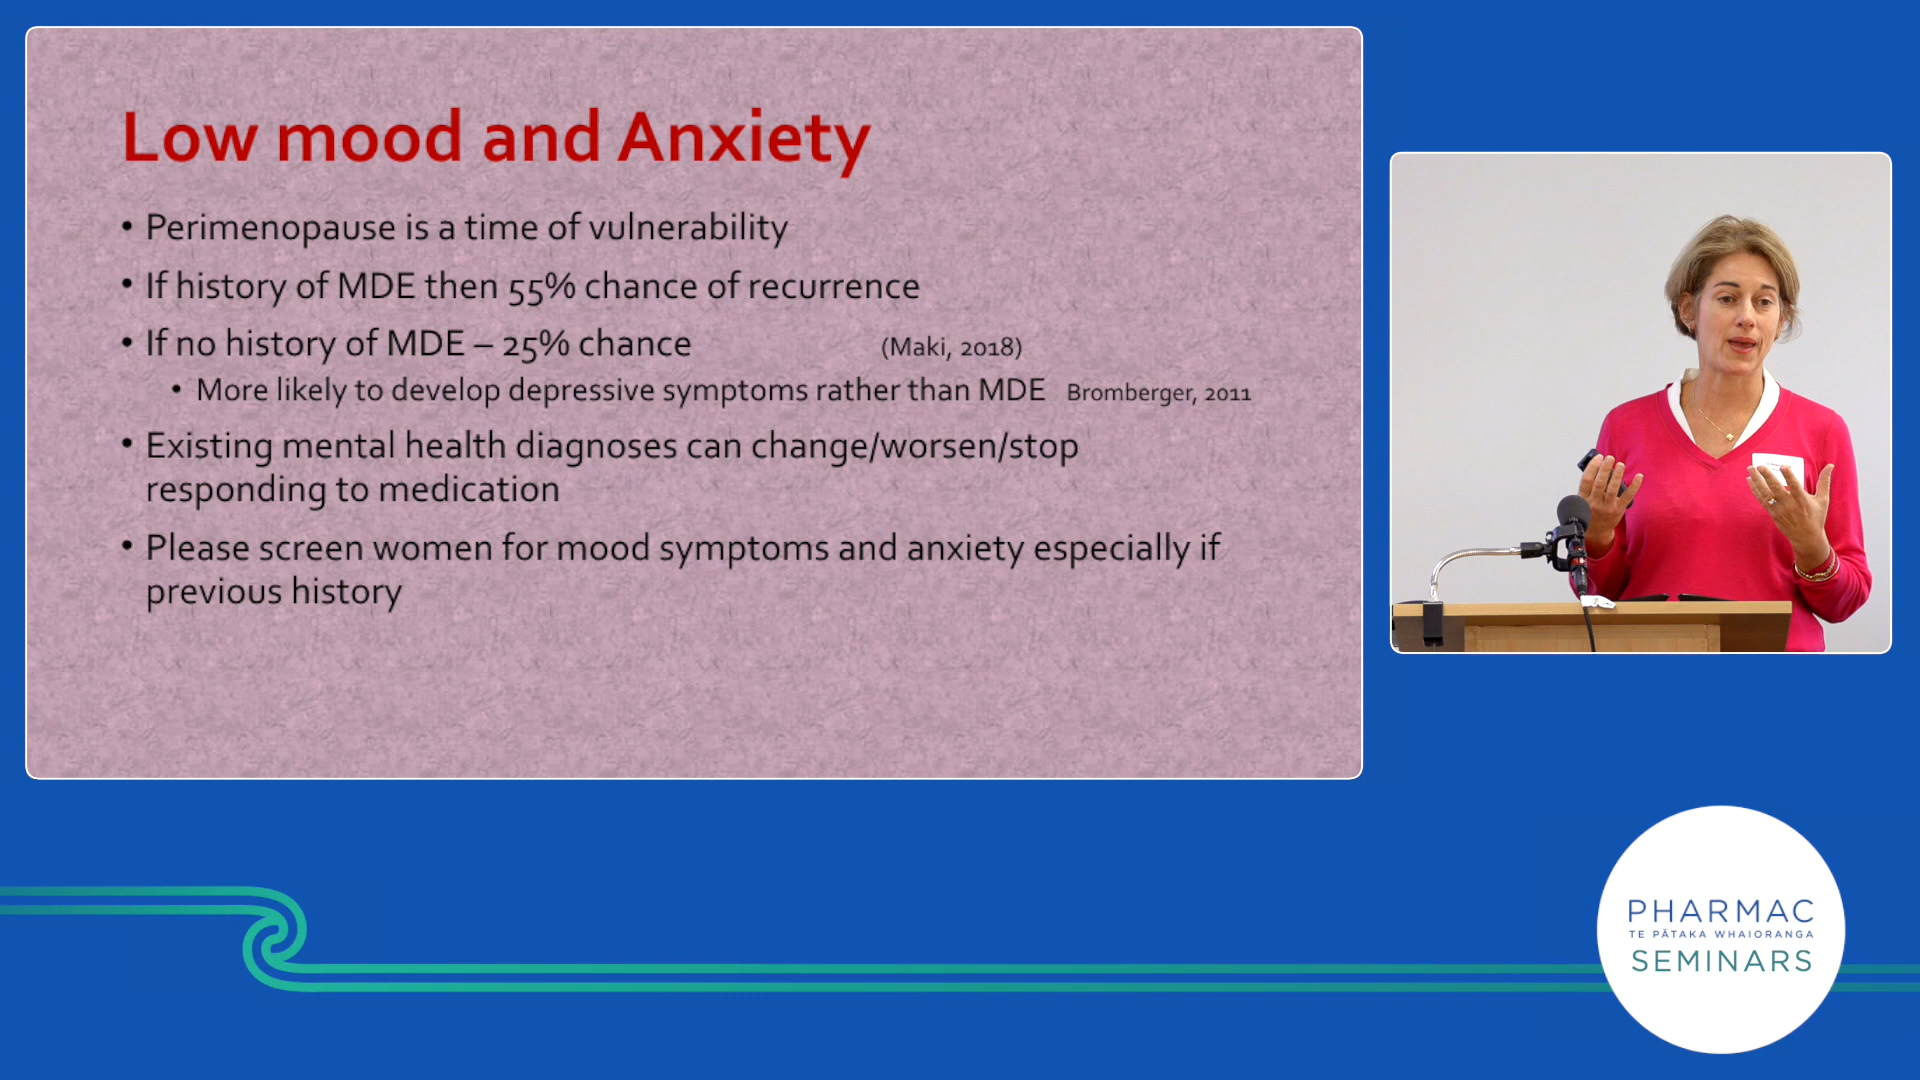 Low mood and Anxiety
• Perimenopause is a time of vulnerability
• If history of MDE then 55% chance of recurrence
• If no history of MDE – 25% chance (Maki, 2018)
• More likely to develop depressive symptoms rather than MDE Bromberger, 2011
• Existing mental health diagnoses can change/worsen/stop
responding to medication
• Please screen women for mood symptoms and anxiety especially if
previous history
PHARMAC
TE PĀTAKA WHAIORANGA
SEMINARS